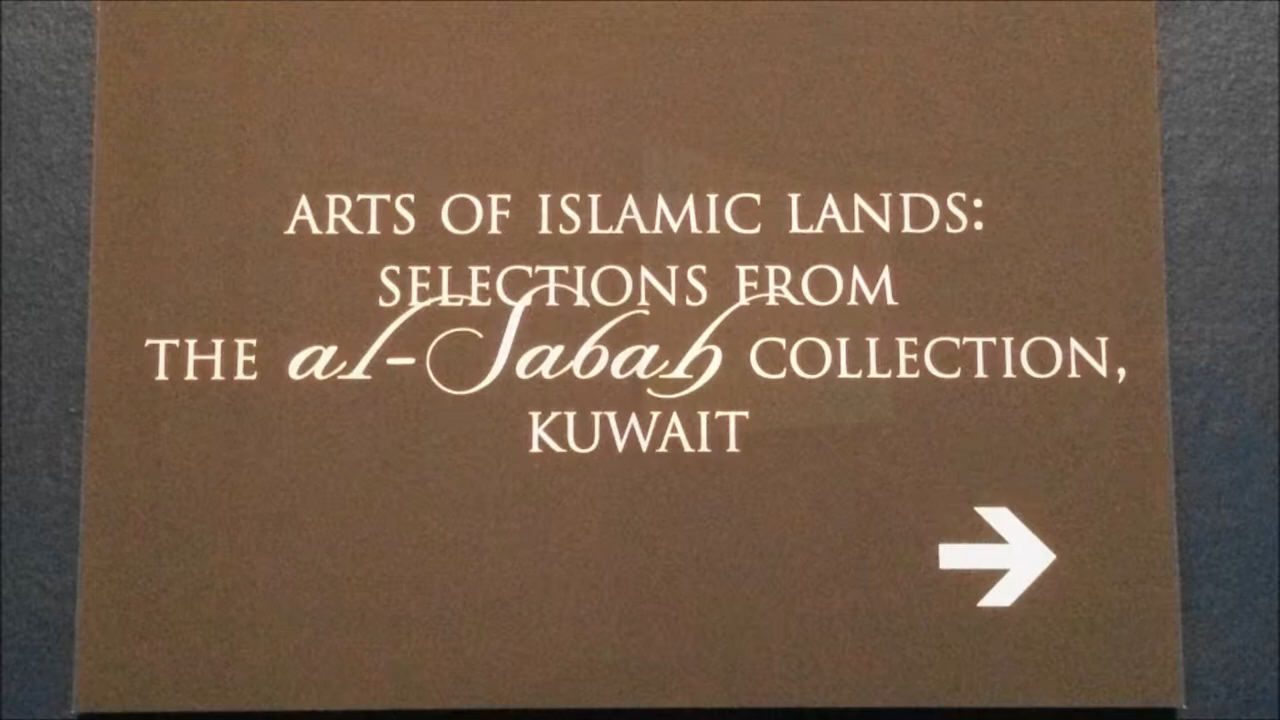 ARTS OF ISLAMIC LANDS:
SELECTIONS FROM
THE al-Sabah COLLECTION,
KUWAIT